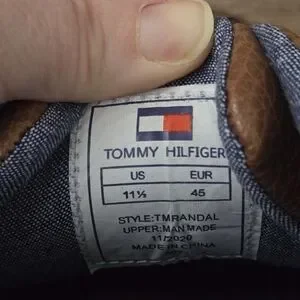 TOMMY HILFIGER
US EUR
11½ 45
STYLE:TMRANDAL
UPPER:MAN MADE
11/2020
MADE IN CHINA